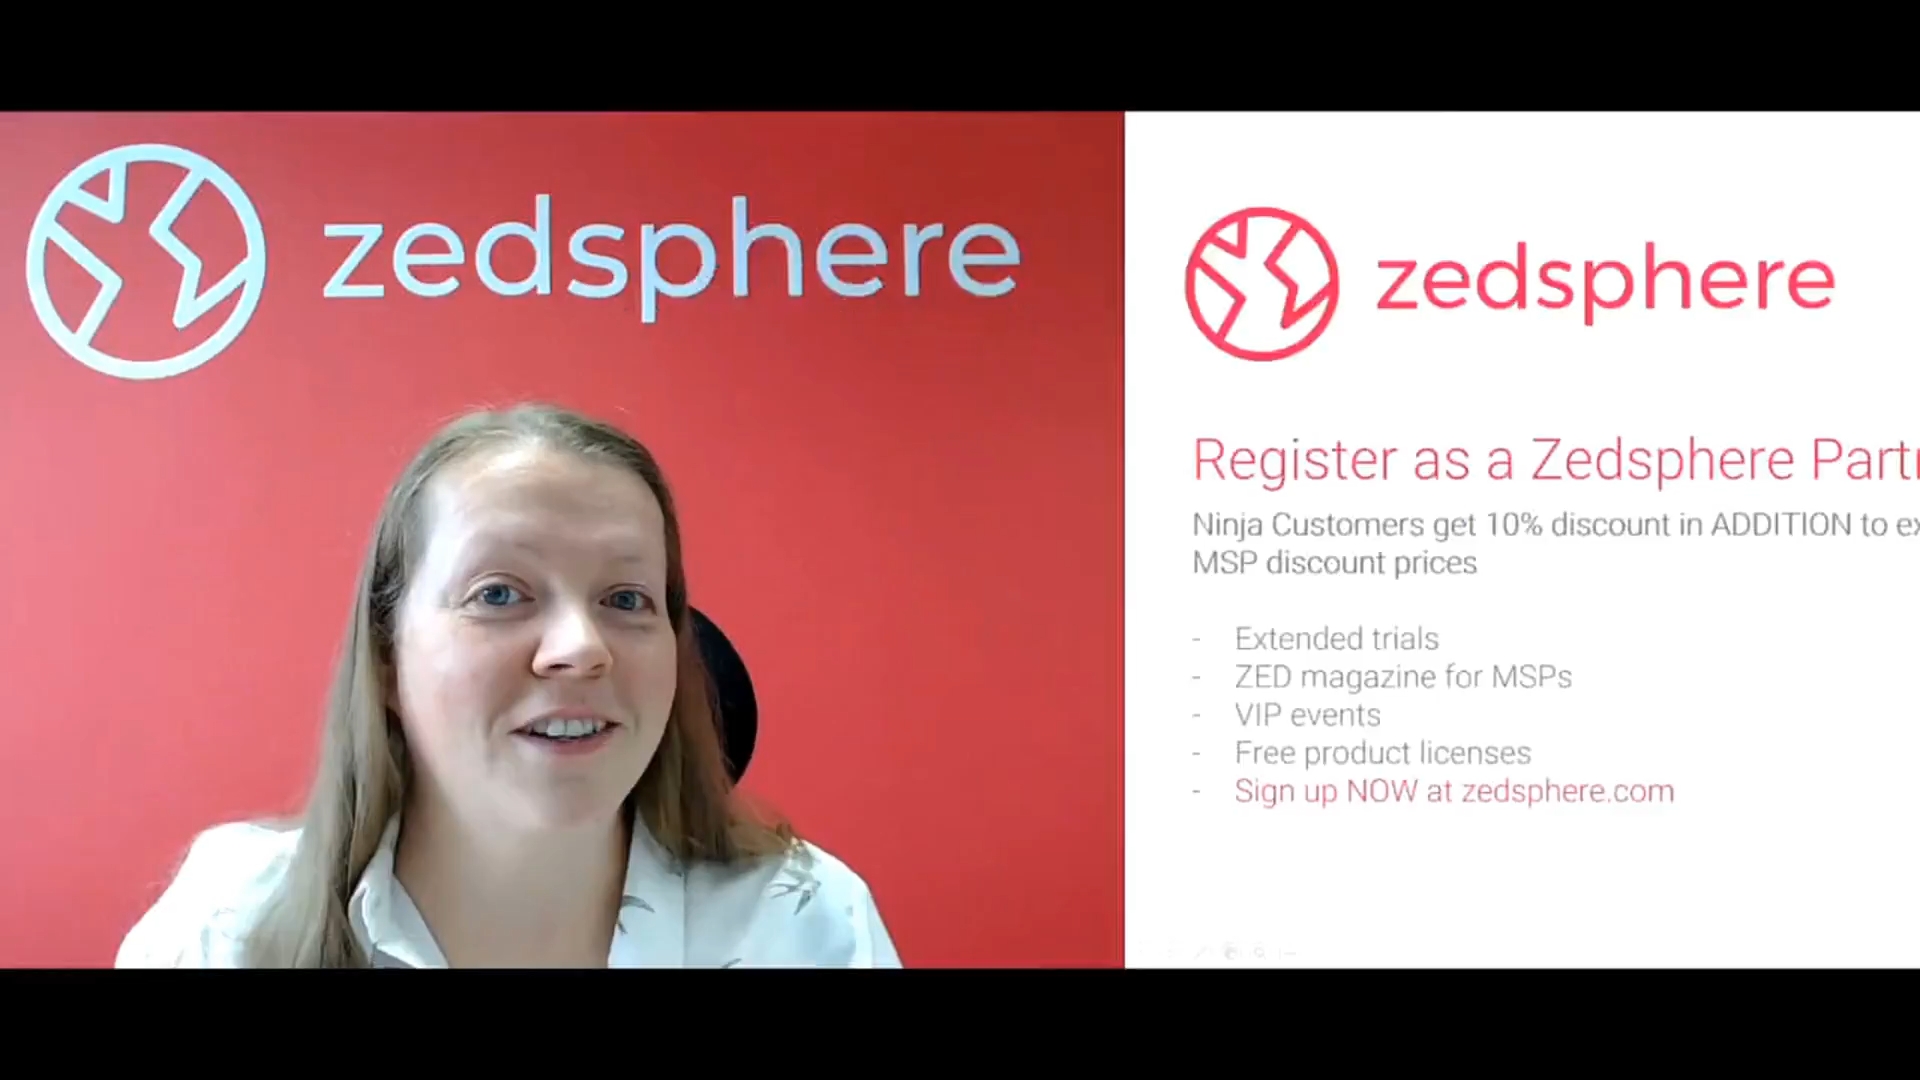 zedsphere
zedsphere
Register as a Zedsphere
Ninja Customers get 10% discount in ADDITION to
MSP discount prices
- Extended trials
- ZED magazine for MSPs
- VIP events
- Free product licenses
- Sign up NOW at zedsphere.com